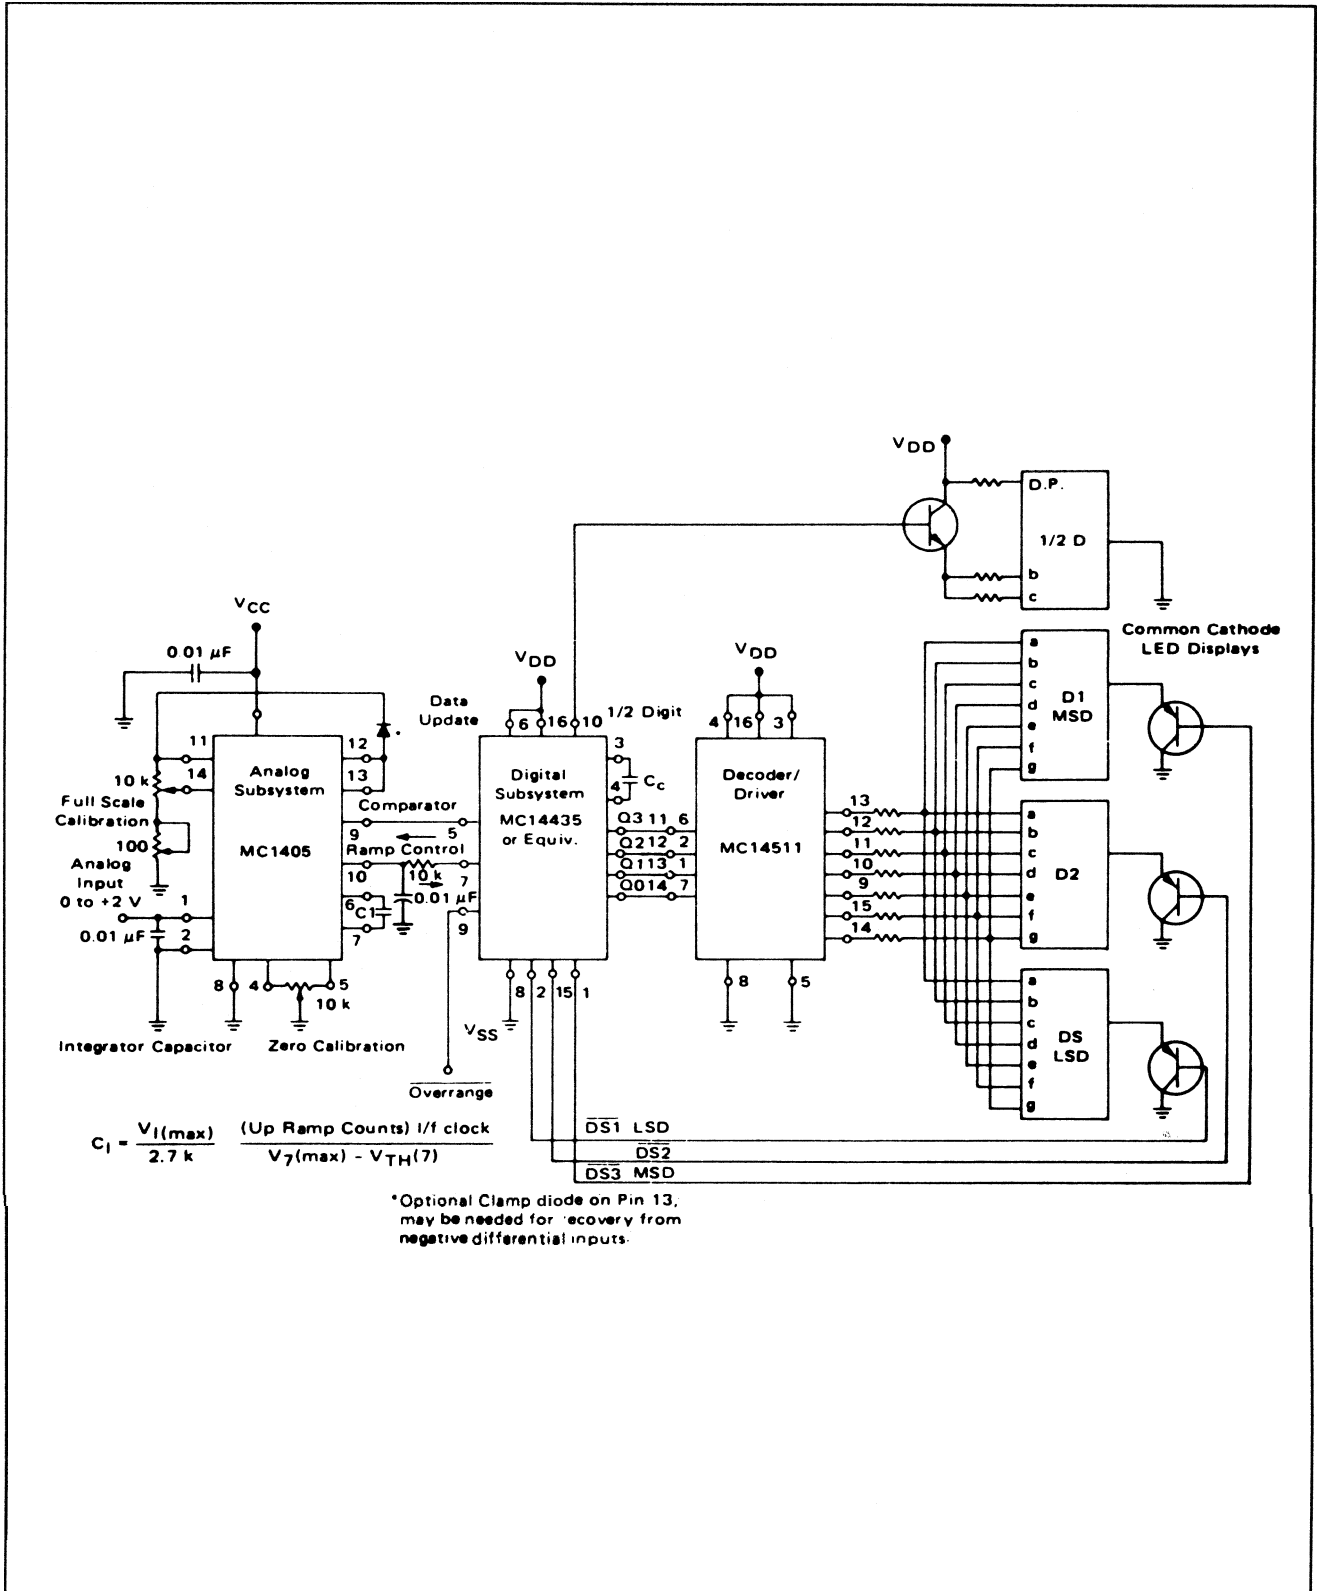 VDD
D.P.
1/2 D
b
c
Common Cathode
LED Displays
VCC
0.01 µF
11
14
10 k
Full Scale
Calibration
100
Analog
Input
0 to +2 V
1
0.01 µF
2
Analog
Subsystem
MC1405
12
13
Comparator
9
5
Ramp Control
10
10 k
7
0.01 µF
6
C1
7
9
8
4
5
10 k
Integrator Capacitor
Zero Calibration
Data
Update
VDD
6
16
10
1/2 Digit
Digital
Subsystem
MC14435
or Equiv.
3
4
Cc
Q3 11 6
Q2 12 2
Q1 13 1
Q0 14 7
8
2
15
1
VSS
Overrange
VDD
4
16
3
Decoder/
Driver
MC14511
13
12
11
10
9
15
14
8
5
a
b
c
d
e
f
g
D1
MSD
a
b
c
d
e
f
g
D2
a
b
c
d
e
f
g
DS
LSD
DS1 LSD
DS2
DS3 MSD
CI = VI(max) / 2.7 k (Up Ramp Counts) I/f clock / V7(max) - VTH(7)
*Optional Clamp diode on Pin 13,
may be needed for recovery from
negative differential inputs.